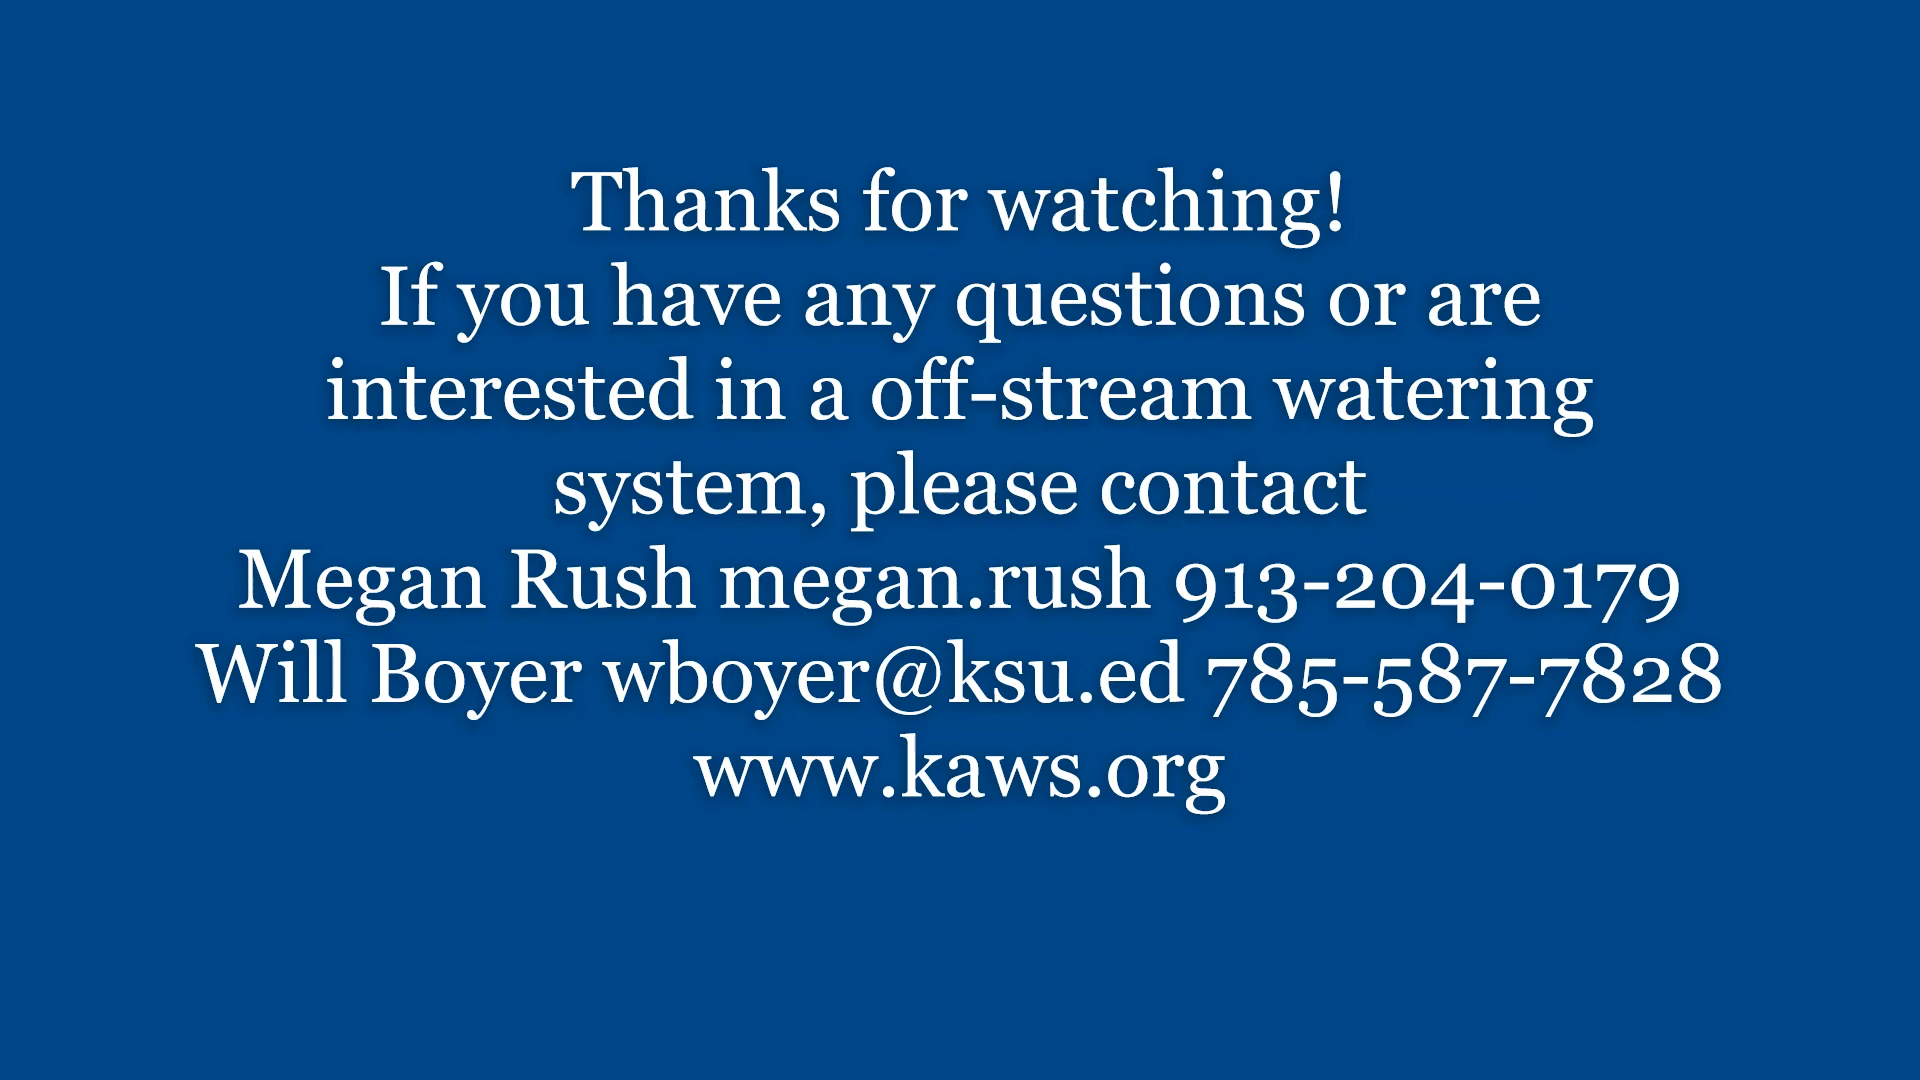 Thanks for watching!
If you have any questions or are
interested in a off-stream watering
system, please contact
Megan Rush megan.rush 913-204-0179
Will Boyer wboyer@ksu.ed 785-587-7828
www.kaws.org